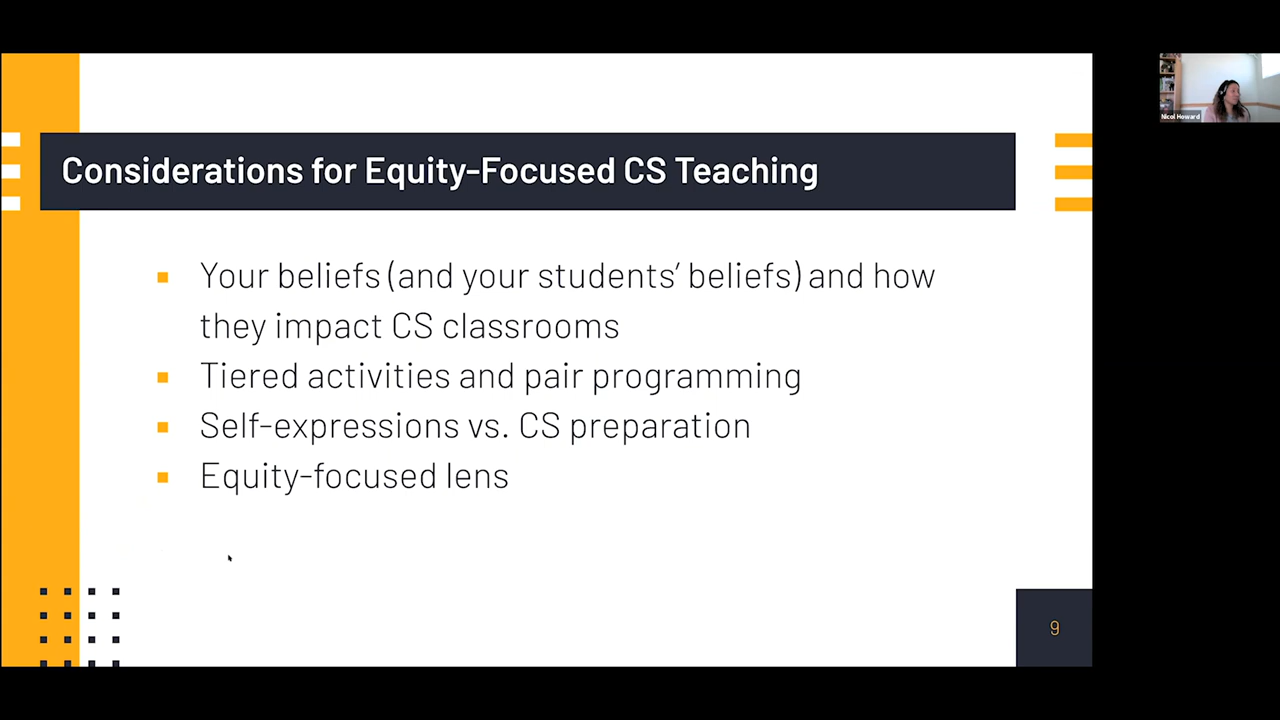 Considerations for Equity-Focused CS Teaching
Your beliefs (and your students’ beliefs) and how
they impact CS classrooms
Tiered activities and pair programming
Self-expressions vs. CS preparation
Equity-focused lens
9
Nicol Howard